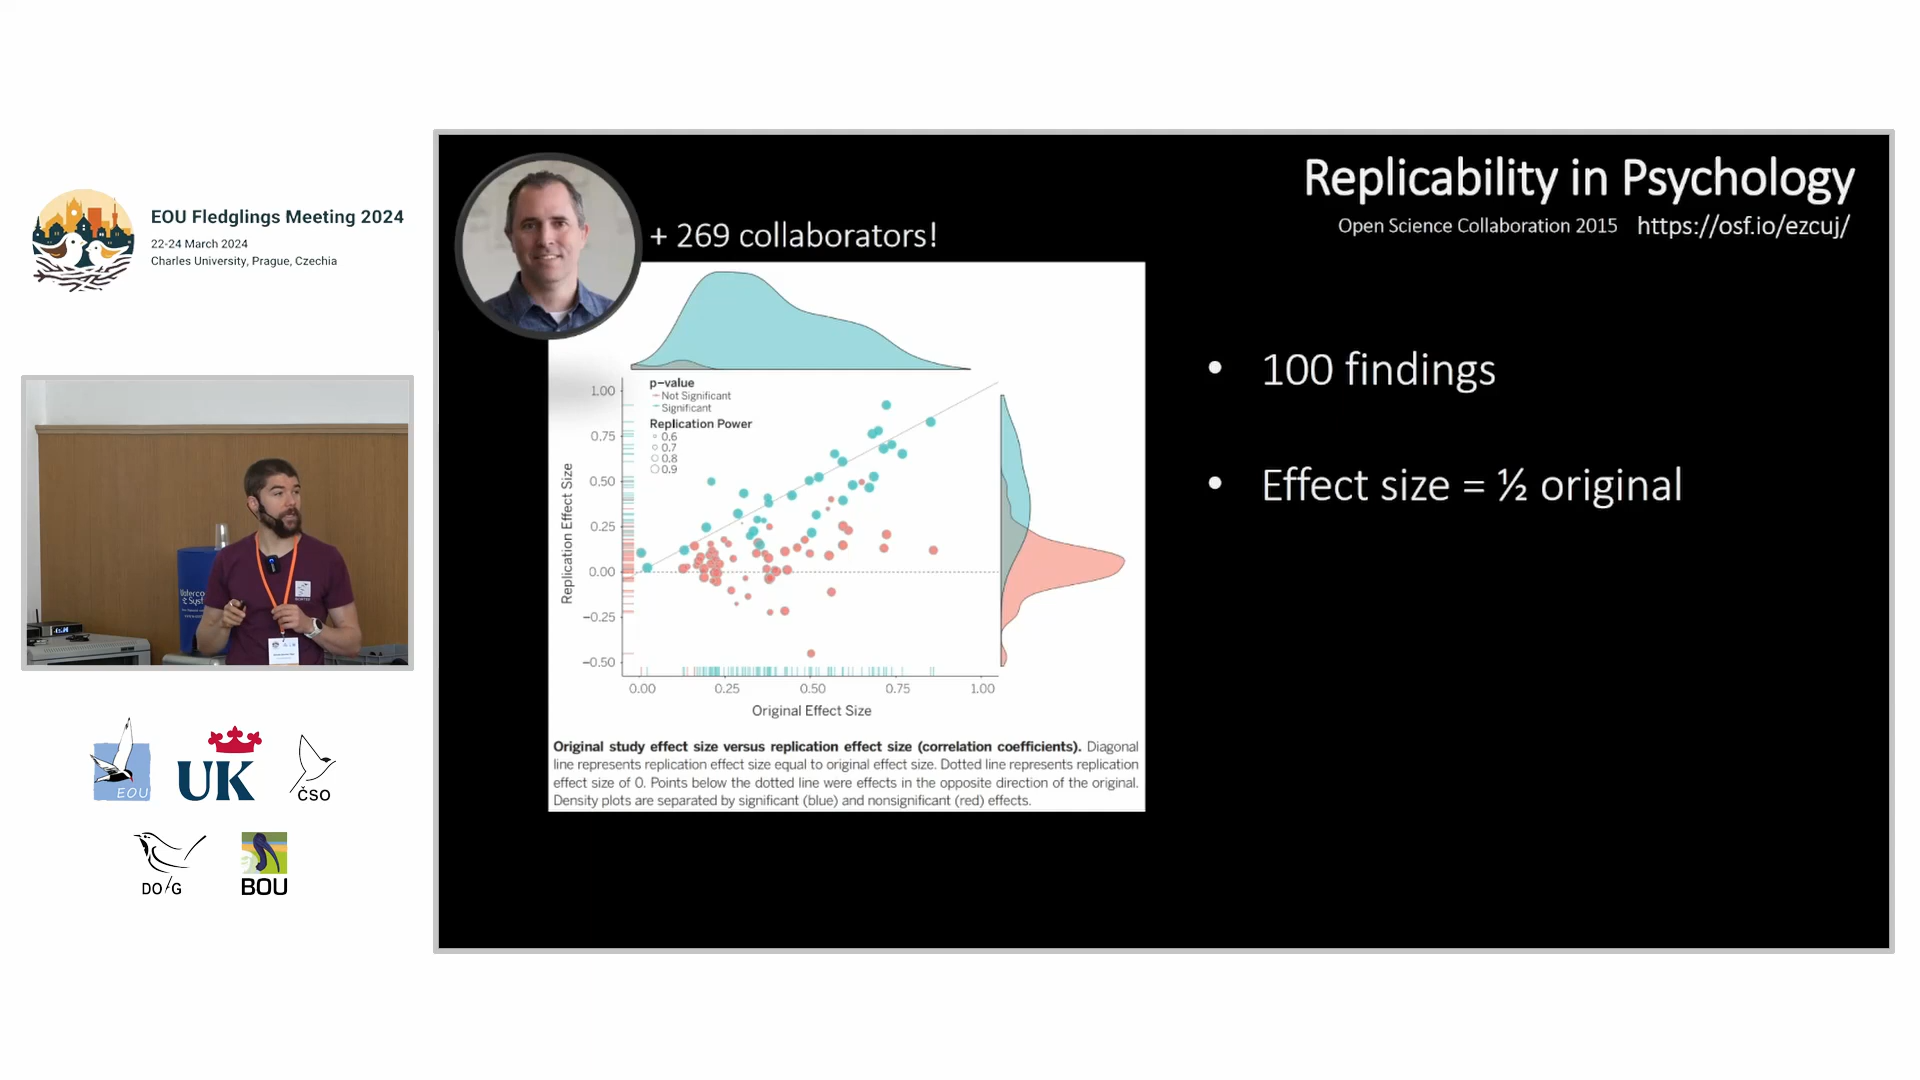 EOU Fledglings Meeting 2024
22-24 March 2024
Charles University, Prague, Czechia
EOU
UK
ČSO
DO/G
BOU
Replicability in Psychology
Open Science Collaboration 2015 https://osf.io/ezcuj/
+ 269 collaborators!
p-value
Not Significant
Significant
Replication Power
0.6
0.7
0.8
0.9
Replication Effect Size
1.00
0.75
0.50
0.25
0.00
−0.25
−0.50
0.00 0.25 0.50 0.75 1.00
Original Effect Size
Original study effect size versus replication effect size (correlation coefficients). Diagonal
line represents replication effect size equal to original effect size. Dotted line represents replication
effect size of 0. Points below the dotted line were effects in the opposite direction of the original.
Density plots are separated by significant (blue) and nonsignificant (red) effects.
• 100 findings
• Effect size = ½ original